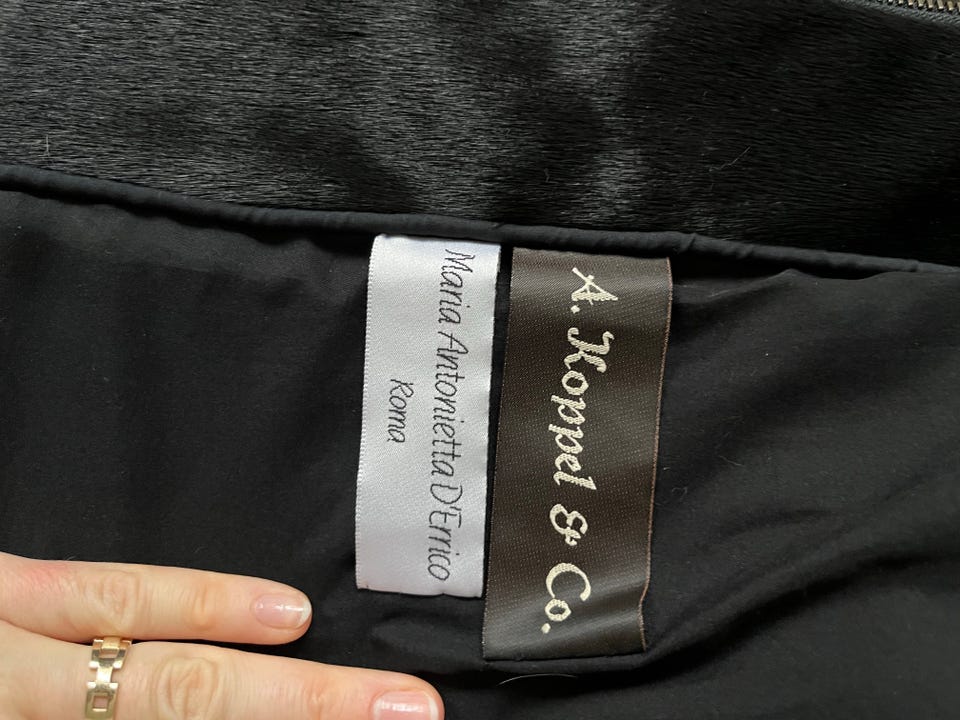 Maria Antonietta D'Errico
Roma
A. Koppel & Co.